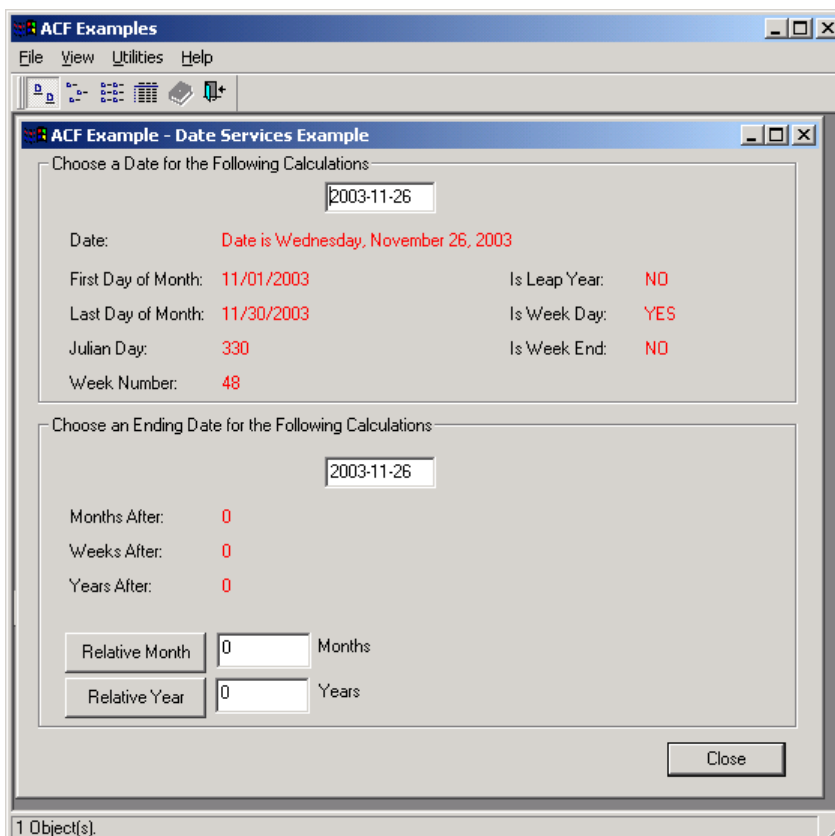 ACF Examples
File View Utilities Help
ACF Example - Date Services Example
Choose a Date for the Following Calculations
2003-11-26
Date: Date is Wednesday, November 26, 2003
First Day of Month: 11/01/2003 Is Leap Year: NO
Last Day of Month: 11/30/2003 Is Week Day: YES
Julian Day: 330 Is Week End: NO
Week Number: 48
Choose an Ending Date for the Following Calculations
2003-11-26
Months After: 0
Weeks After: 0
Years After: 0
Relative Month 0 Months
Relative Year 0 Years
Close
1 Object(s).